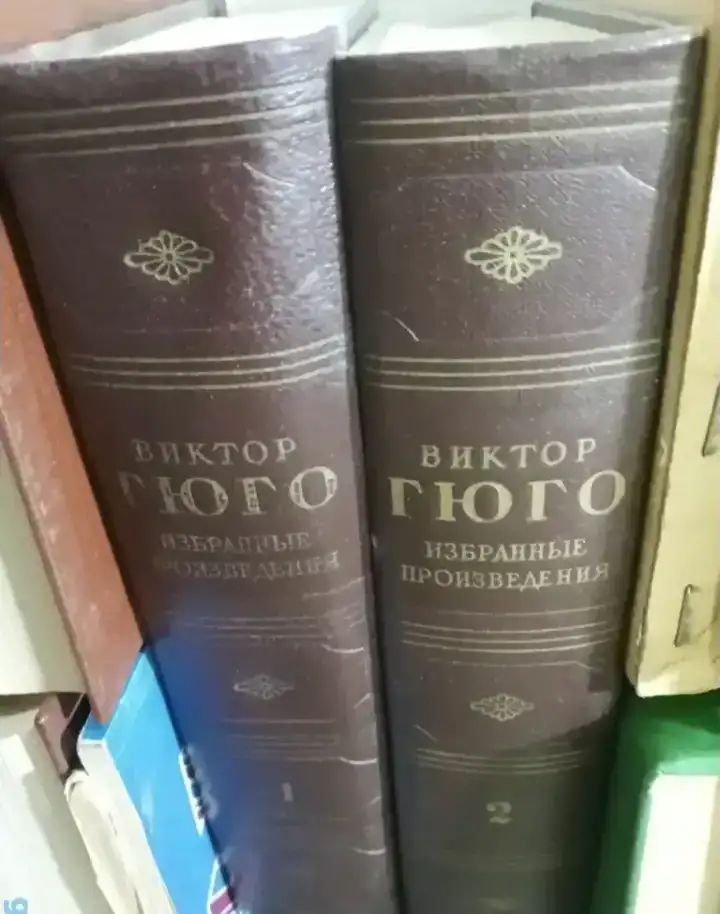 ВИКТОР
ГЮГО
ИЗБРАННЫЕ
ПРОИЗВЕДЕНИЯ
1
ВИКТОР
ГЮГО
ИЗБРАННЫЕ
ПРОИЗВЕДЕНИЯ
2